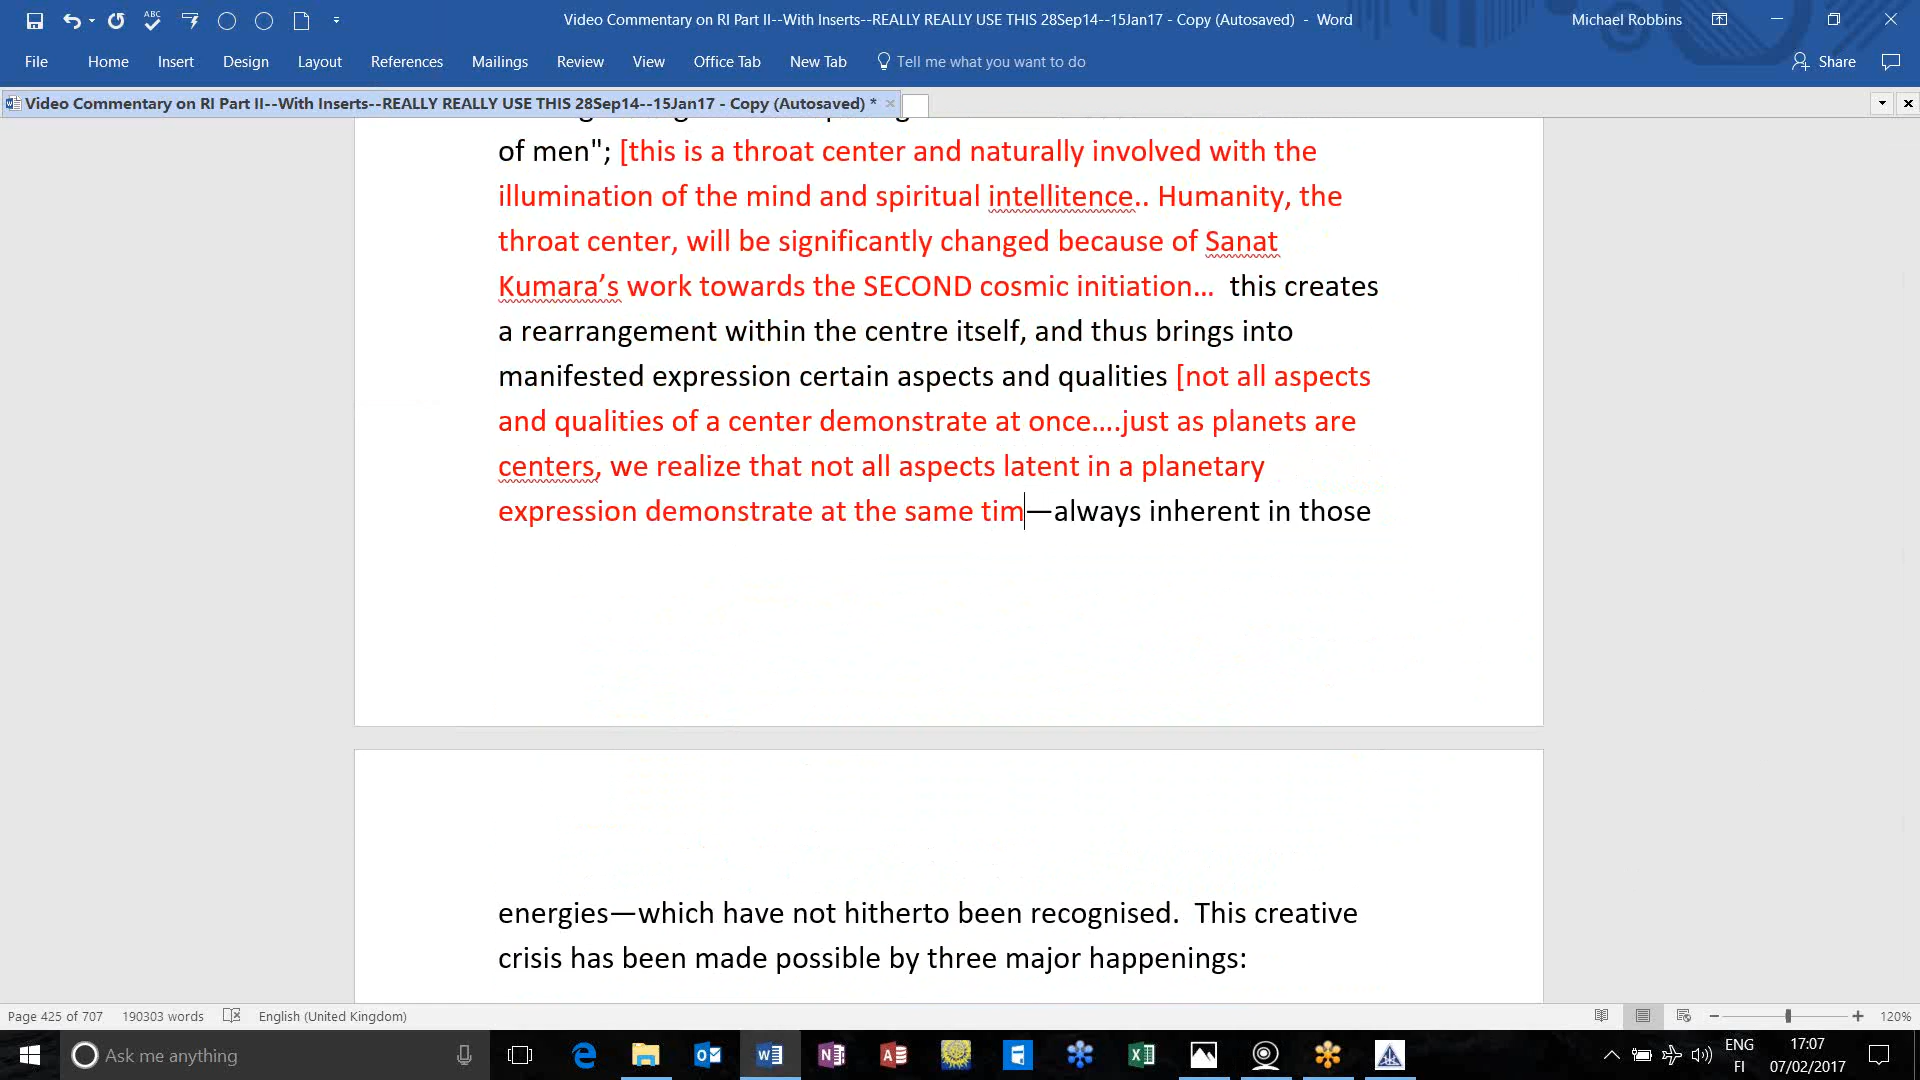 Video Commentary on RI Part II--With Inserts--REALLY REALLY USE THIS 28Sep14--15Jan17 - Copy (Autosaved) - Word
Michael Robbins
File Home Insert Design Layout References Mailings Review View Office Tab New Tab Tell me what you want to do Share
Video Commentary on RI Part II--With Inserts--REALLY REALLY USE THIS 28Sep14--15Jan17 - Copy (Autosaved) *
of men"; [this is a throat center and naturally involved with the
illumination of the mind and spiritual intellitence.. Humanity, the
throat center, will be significantly changed because of Sanat
Kumara’s work towards the SECOND cosmic initiation… this creates
a rearrangement within the centre itself, and thus brings into
manifested expression certain aspects and qualities [not all aspects
and qualities of a center demonstrate at once….just as planets are
centers, we realize that not all aspects latent in a planetary
expression demonstrate at the same tim—always inherent in those
energies—which have not hitherto been recognised. This creative
crisis has been made possible by three major happenings:
Page 425 of 707 190303 words English (United Kingdom) 120%
Ask me anything
ENG
FI
17:07
07/02/2017